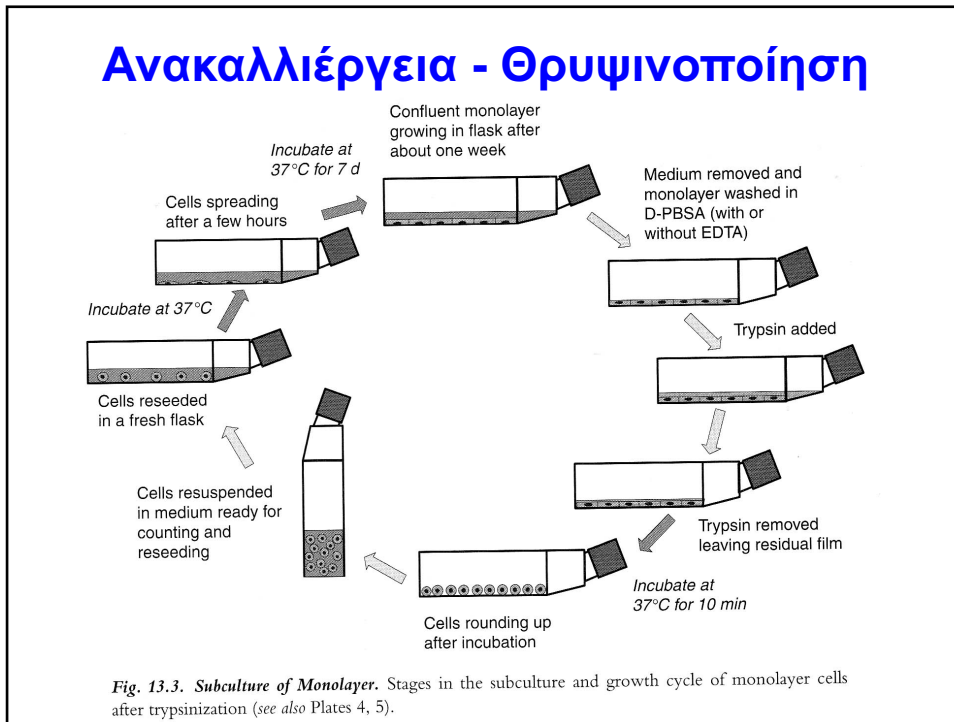 Ανακαλλιέργεια - Θρυψινοποίηση
Confluent monolayer
growing in flask after
about one week
Incubate at
37°C for 7 d
Medium removed and
monolayer washed in
D-PBSA (with or
without EDTA)
Cells spreading
after a few hours
Incubate at 37°C
Trypsin added
Cells reseeded
in a fresh flask
Cells resuspended
in medium ready for
counting and
reseeding
Trypsin removed
leaving residual film
Incubate at
37°C for 10 min
Cells rounding up
after incubation
Fig. 13.3. Subculture of Monolayer. Stages in the subculture and growth cycle of monolayer cells
after trypsinization (see also Plates 4, 5).